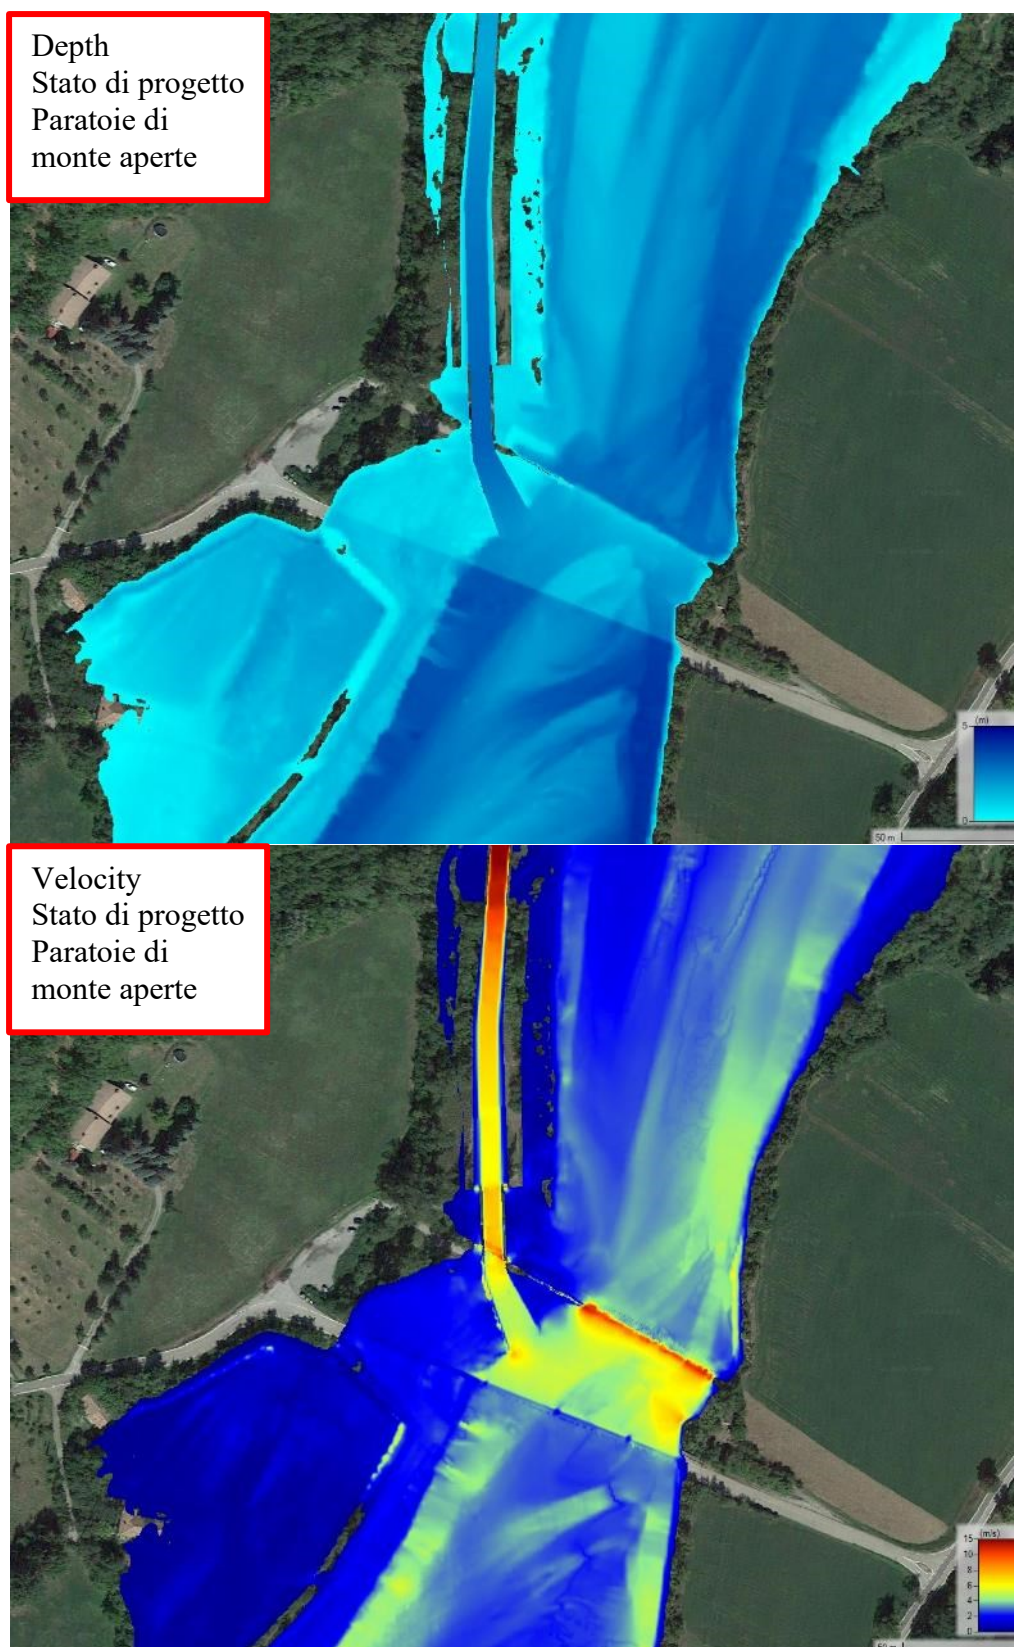 Depth
Stato di progetto
Paratoie di
monte aperte
(m)
5
0
50 m
Velocity
Stato di progetto
Paratoie di
monte aperte
(m/s)
15
10
8
6
4
2
0
50 m